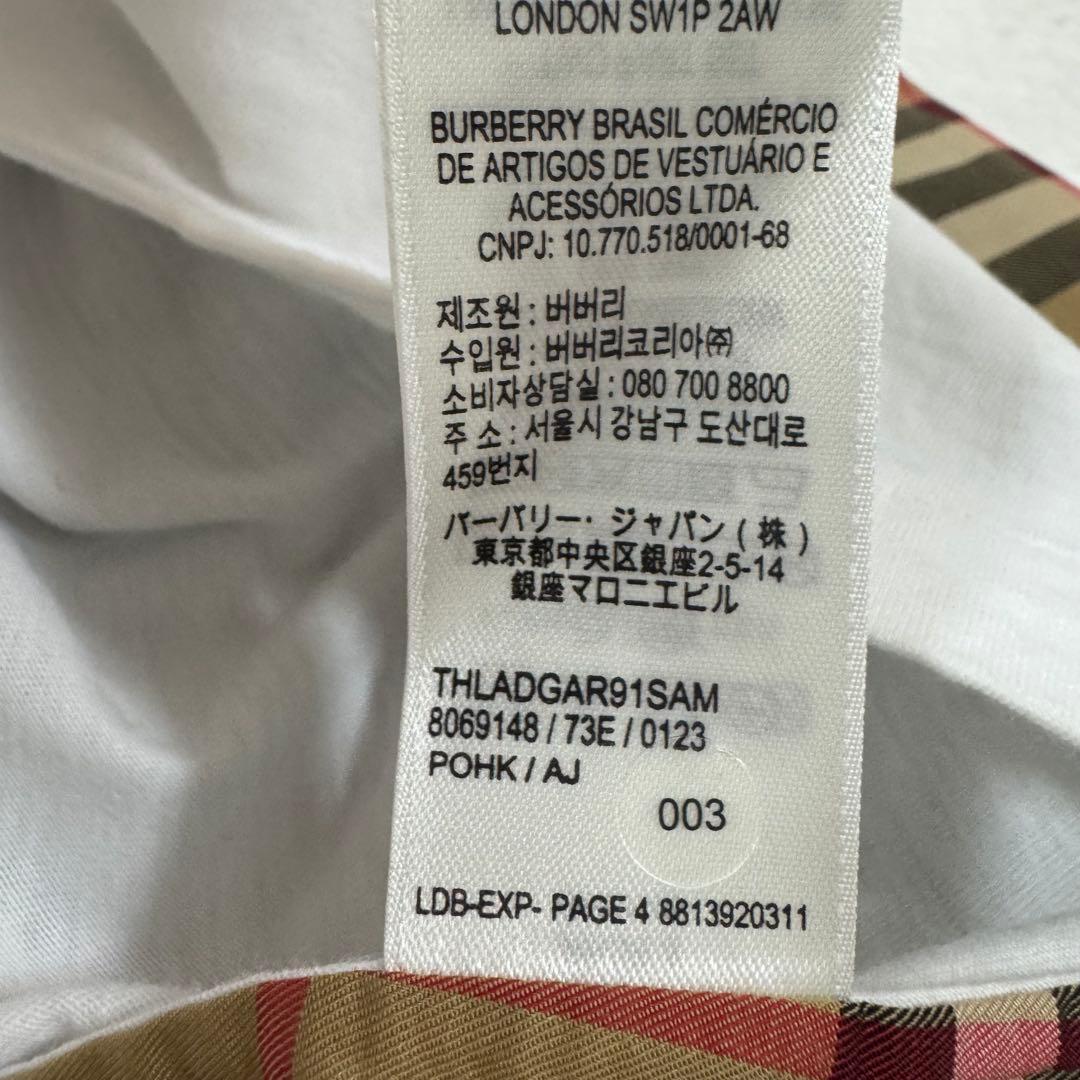 LONDON SW1P 2AW
BURBERRY BRASIL COMÉRCIO
DE ARTIGOS DE VESTUÁRIO E
ACESSÓRIOS LTDA.
CNPJ: 10.770.518/0001-68
제조원 : 버버리
수입원 : 버버리코리아㈜
소비자상담실 : 080 700 8800
주 소 : 서울시 강남구 도산대로
459번지
バーバリー・ジャパン ( 株 )
東京都中央区銀座2-5-14
銀座マロニエビル
THLADGAR91SAM
8069148 / 73E / 0123
POHK / AJ
003
LDB-EXP- PAGE 4 8813920311